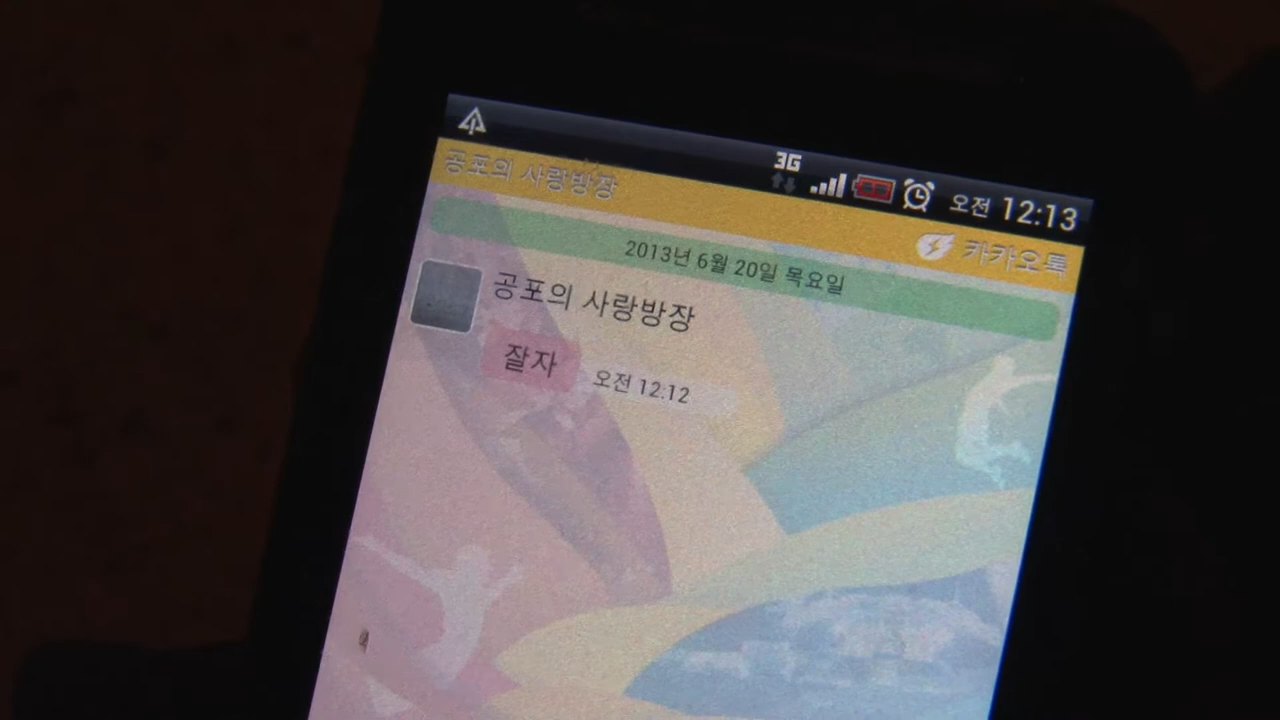 3G
오전 12:13
공포의 사랑방장
카카오톡
2013년 6월 20일 목요일
공포의 사랑방장
잘자
오전 12:12